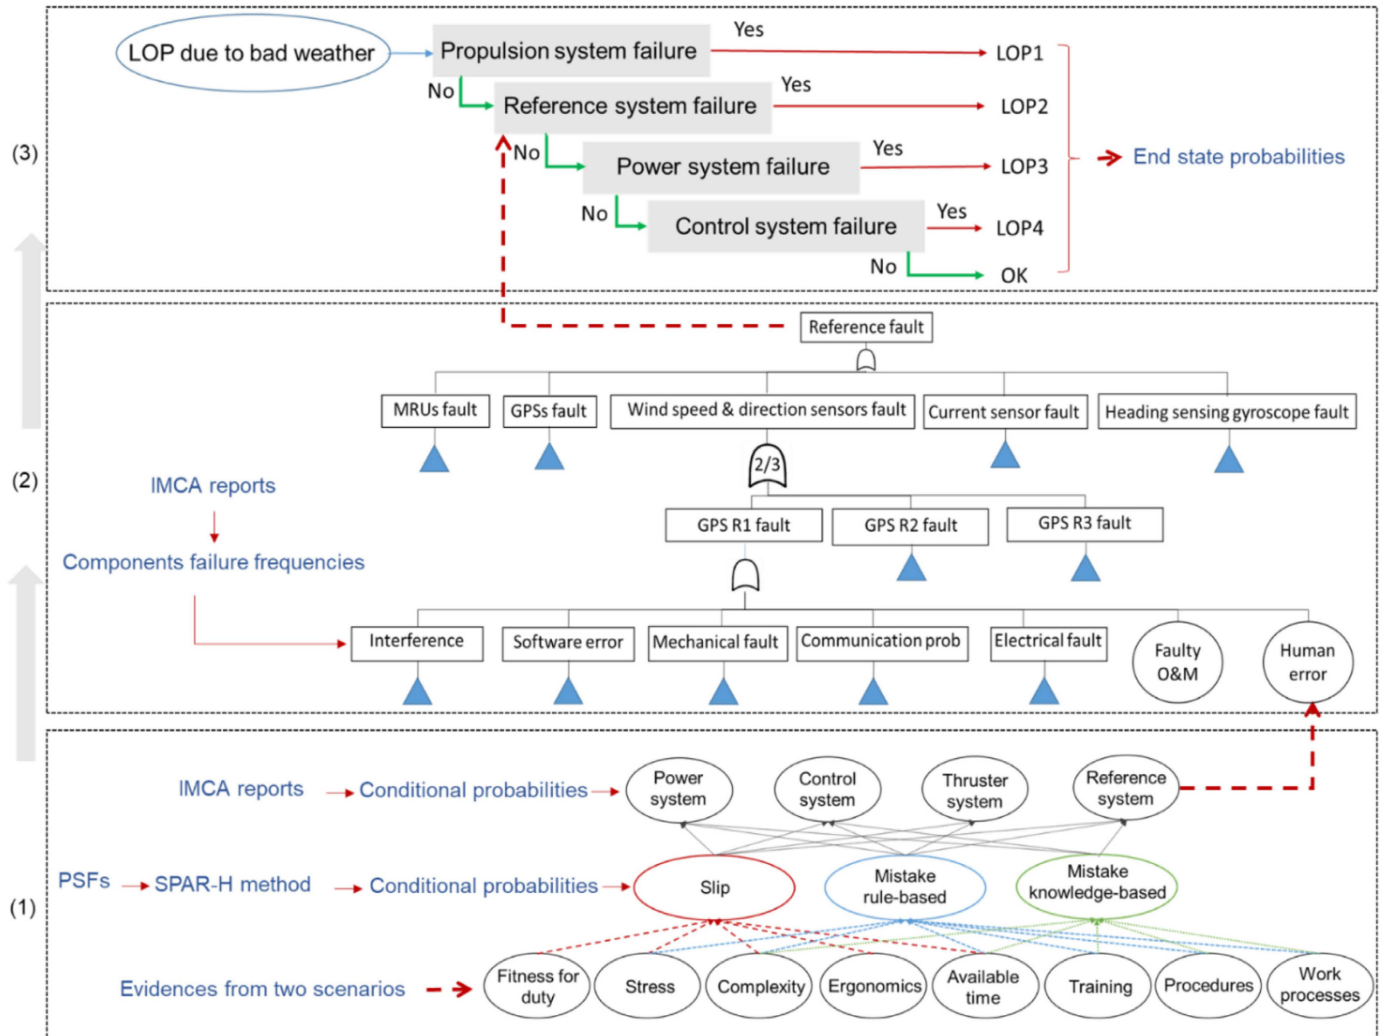 (3)
LOP due to bad weather
Propulsion system failure
Yes
LOP1
No
Reference system failure
Yes
LOP2
No
Power system failure
Yes
LOP3
End state probabilities
No
Control system failure
Yes
LOP4
No
OK
(2)
Reference fault
MRUs fault
GPSs fault
Wind speed & direction sensors fault
Current sensor fault
Heading sensing gyroscope fault
2/3
IMCA reports
GPS R1 fault
GPS R2 fault
GPS R3 fault
Components failure frequencies
Interference
Software error
Mechanical fault
Communication prob
Electrical fault
Faulty
O&M
Human
error
(1)
IMCA reports
Conditional probabilities
Power
system
Control
system
Thruster
system
Reference
system
PSFs
SPAR-H method
Conditional probabilities
Slip
Mistake
rule-based
Mistake
knowledge-based
Evidences from two scenarios
Fitness for
duty
Stress
Complexity
Ergonomics
Available
time
Training
Procedures
Work
processes